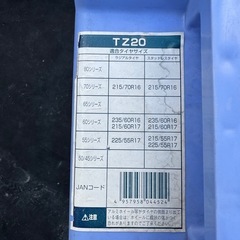 TZ20
適合タイヤサイズ
ラジアルタイヤ スタッドレスタイヤ
80シリーズ
70シリーズ 215/70R16 215/70R16
65シリーズ
60シリーズ 235/60R16 235/60R16
215/60R17 215/60R17
55シリーズ 225/55R17 215/55R17
225/55R17
50/45シリーズ
JANコード
4957958044524
注意